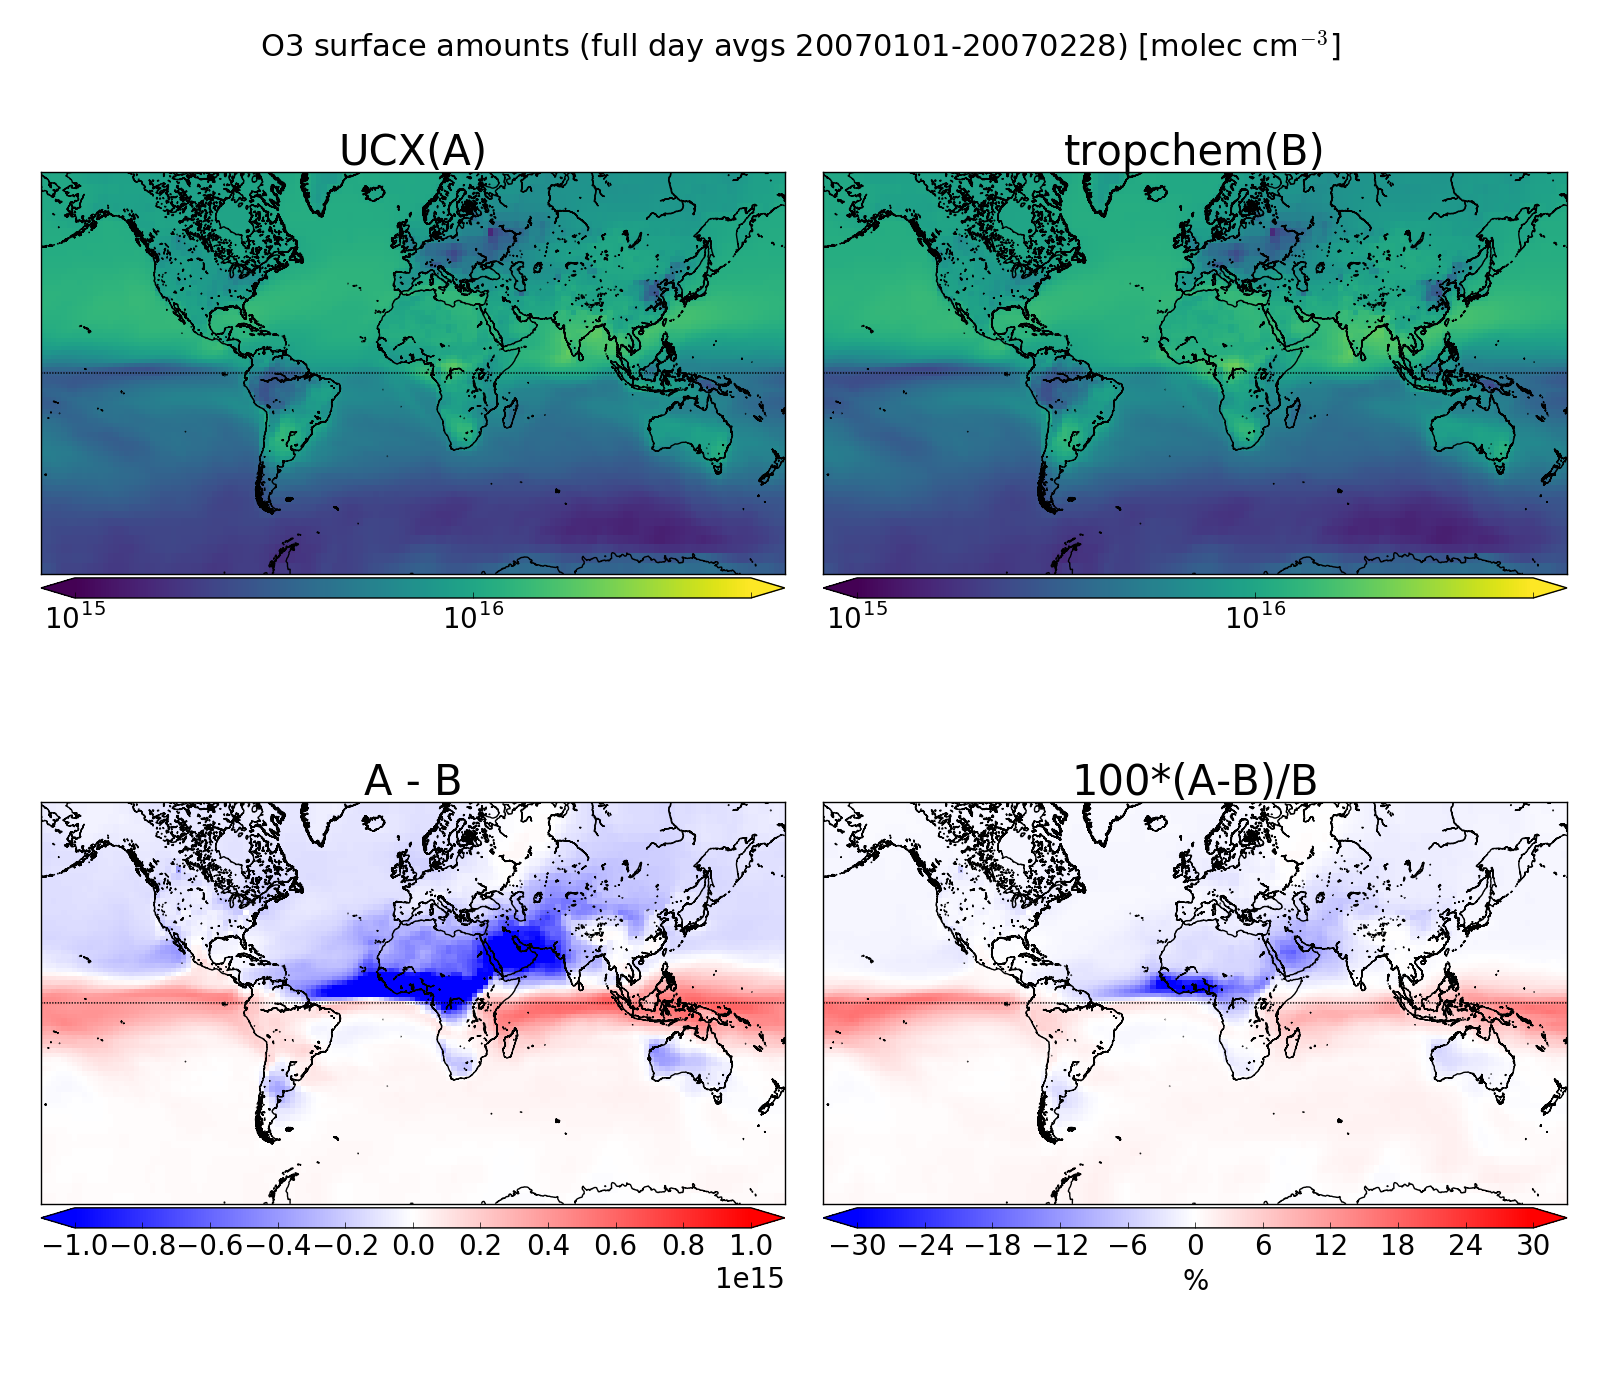 O3 surface amounts (full day avgs 20070101-20070228) [molec cm⁻³]
UCX(A)
tropchem(B)
10¹⁵ 10¹⁶
10¹⁵ 10¹⁶
A - B
100*(A-B)/B
−1.0 −0.8 −0.6 −0.4 −0.2 0.0 0.2 0.4 0.6 0.8 1.0
1e15
−30 −24 −18 −12 −6 0 6 12 18 24 30
%